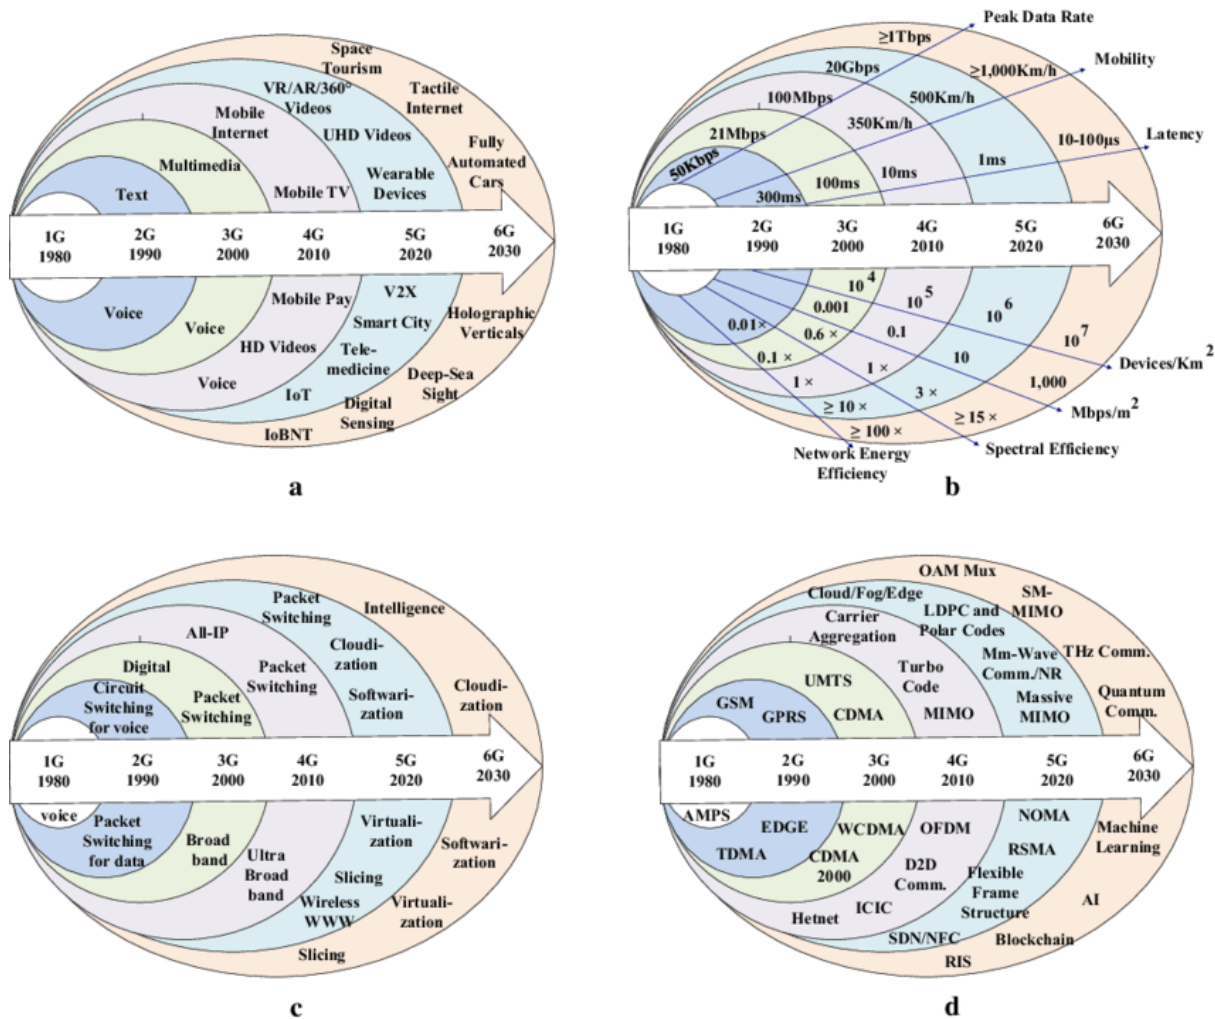 Space
Tourism
VR/AR/360°
Videos
Tactile
Internet
Mobile
Internet
UHD Videos
Fully
Automated
Cars
Multimedia
Wearable
Devices
Text
Mobile TV
1G
1980
2G
1990
3G
2000
4G
2010
5G
2020
6G
2030
Voice
Voice
Mobile Pay
V2X
Smart City
Holographic
Verticals
HD Videos
Tele-
medicine
Voice
IoT
Deep-Sea
Sight
Digital
Sensing
IoBNT
a
Peak Data Rate
≥1Tbps
Mobility
20Gbps
≥1,000Km/h
100Mbps
500Km/h
Latency
21Mbps
350Km/h
10-100µs
50Kbps
1ms
10ms
100ms
300ms
1G
1980
2G
1990
3G
2000
4G
2010
5G
2020
6G
2030
10 4
10 5
10 6
10 7
0.001
0.01×
0.6 ×
0.1
10
1,000
Devices/Km 2
0.1 ×
1 ×
1 ×
3 ×
Mbps/m 2
≥ 10 ×
≥ 15 ×
≥ 100 ×
Spectral Efficiency
Network Energy
Efficiency
b
Packet
Switching
Intelligence
All-IP
Cloudi-
zation
Digital
Packet
Switching
Circuit
Switching
for voice
Packet
Switching
Softwari-
zation
Cloudi-
zation
1G
1980
2G
1990
3G
2000
4G
2010
5G
2020
6G
2030
voice
Packet
Switching
for data
Broad
band
Virtuali-
zation
Softwari-
zation
Ultra
Broad
band
Slicing
Wireless
WWW
Virtuali-
zation
Slicing
c
OAM Mux
Cloud/Fog/Edge
SM-
MIMO
Carrier
Aggregation
LDPC and
Polar Codes
Mm-Wave
Comm./NR
THz Comm.
UMTS
Turbo
Code
GSM
GPRS
CDMA
MIMO
Massive
MIMO
Quantum
Comm.
1G
1980
2G
1990
3G
2000
4G
2010
5G
2020
6G
2030
AMPS
EDGE
WCDMA
OFDM
NOMA
Machine
Learning
TDMA
CDMA
2000
D2D
Comm.
RSMA
Flexible
Frame
Structure
AI
Hetnet
ICIC
SDN/NFC
Blockchain
RIS
d